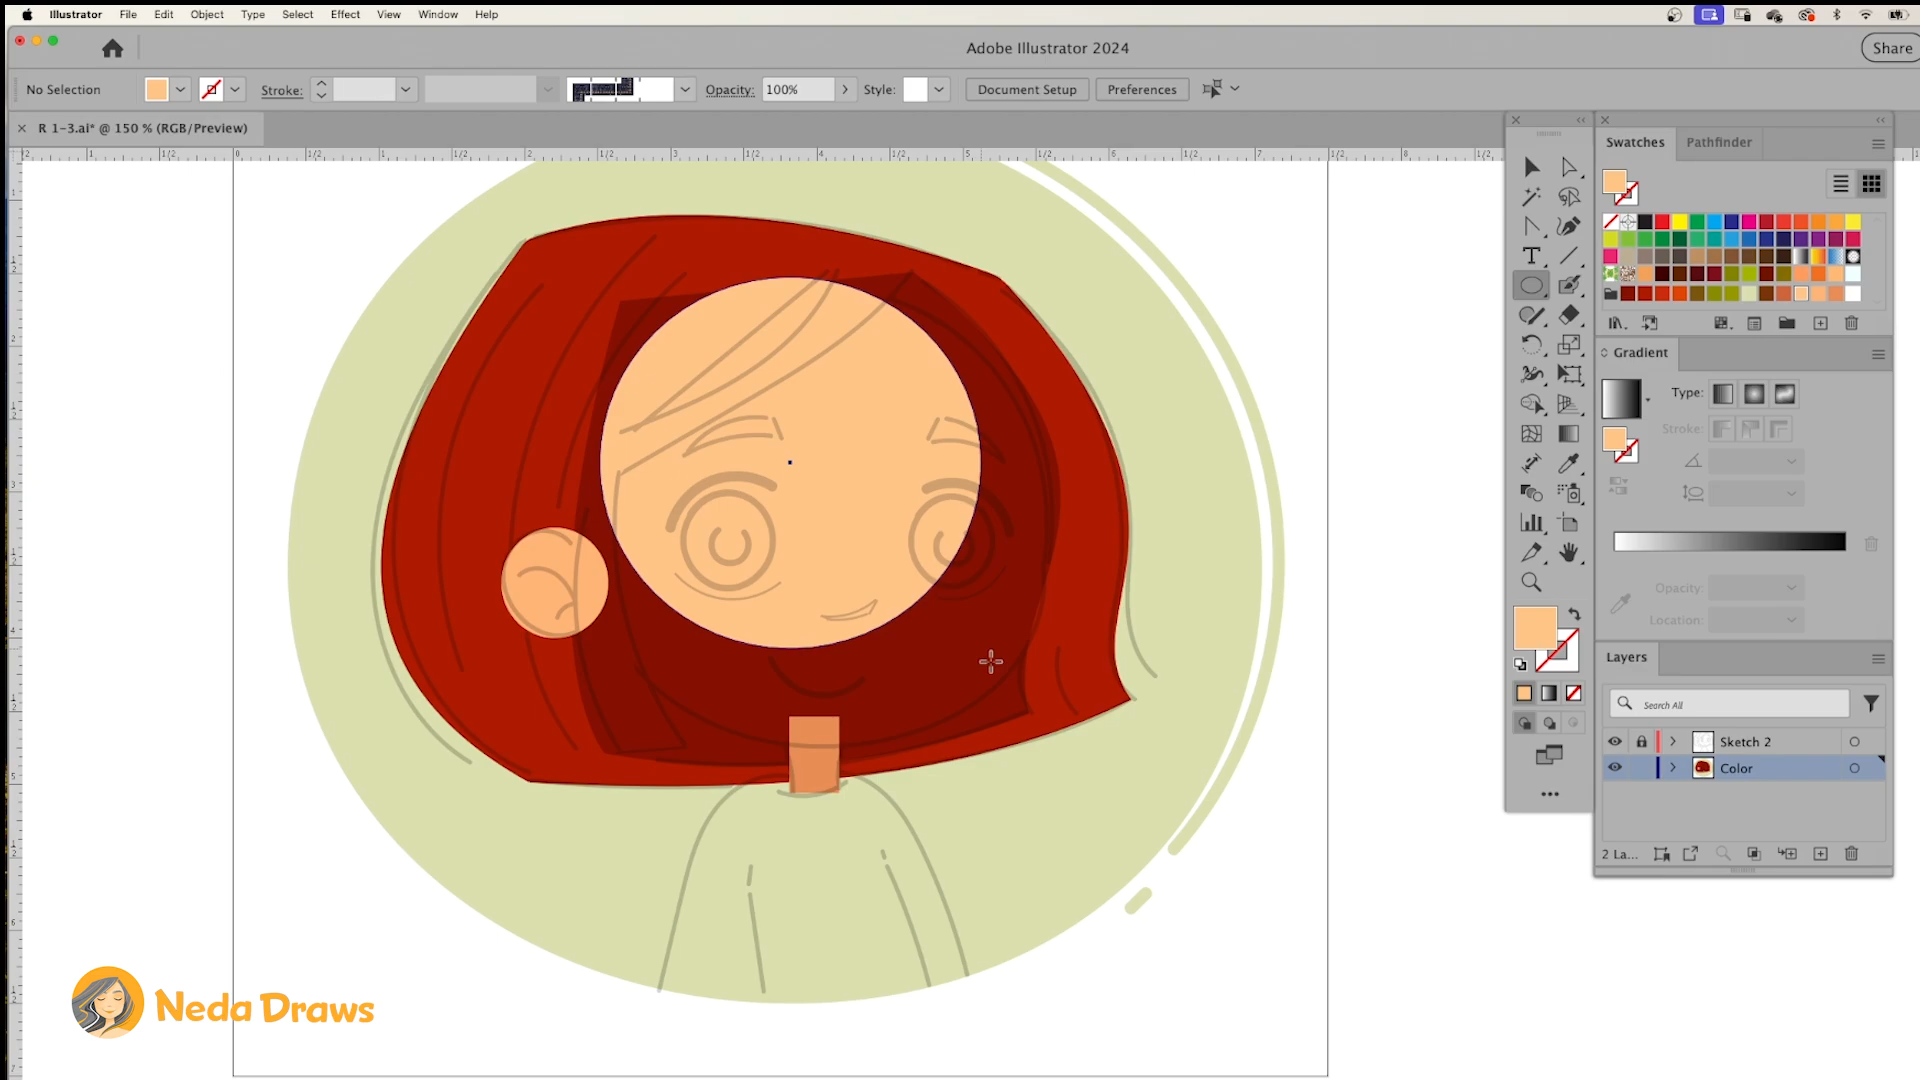 Illustrator File Edit Object Type Select Effect View Window Help
Adobe Illustrator 2024
Share
No Selection Stroke: Opacity: 100% Style: Document Setup Preferences
R 1-3.ai* @ 150 % (RGB/Preview)
Swatches Pathfinder
Gradient
Type:
Stroke:
Opacity:
Location:
Layers
Search All
Sketch 2
Color
2 La...
Neda Draws